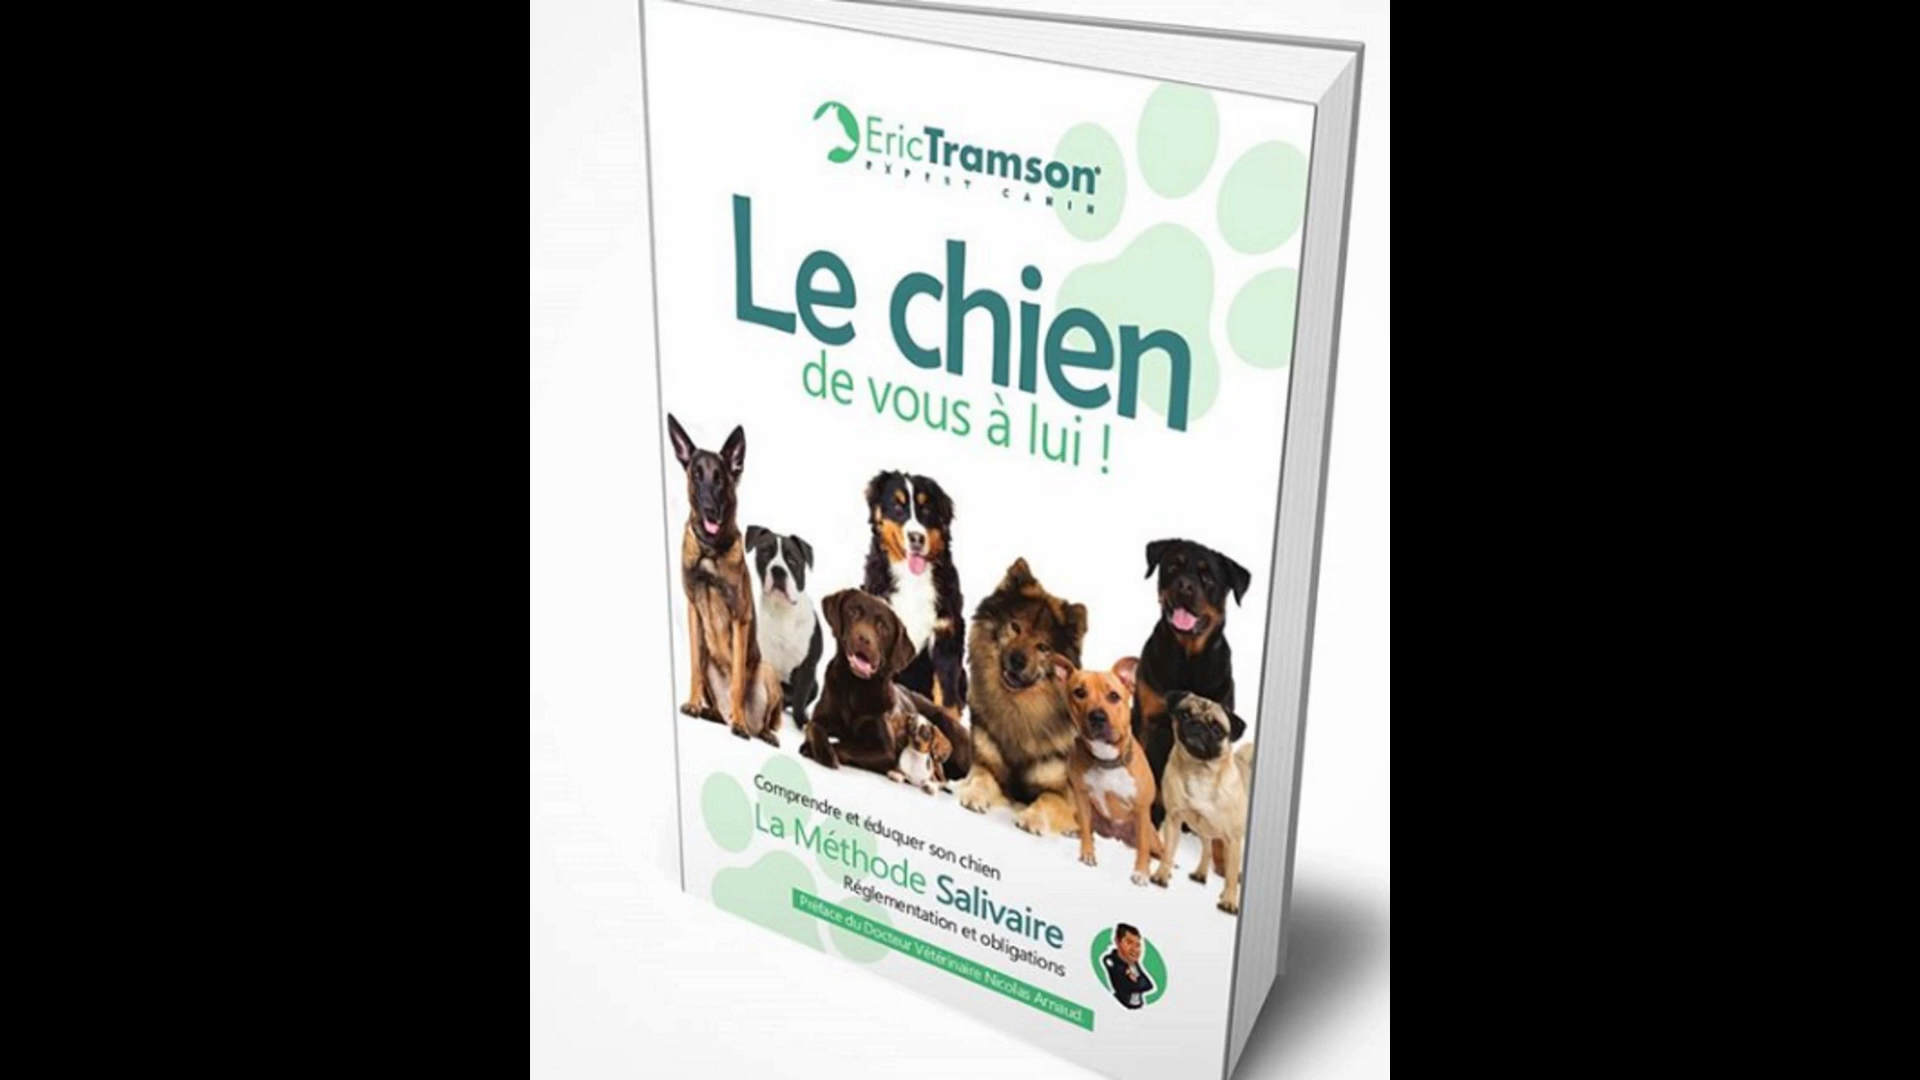 EricTramson
EXPERT CANIN
Le chien
de vous à lui !
Comprendre et éduquer son chien
La Méthode Salivaire
Réglementation et obligations
Préface du Docteur Vétérinaire Nicolas Arnaud.